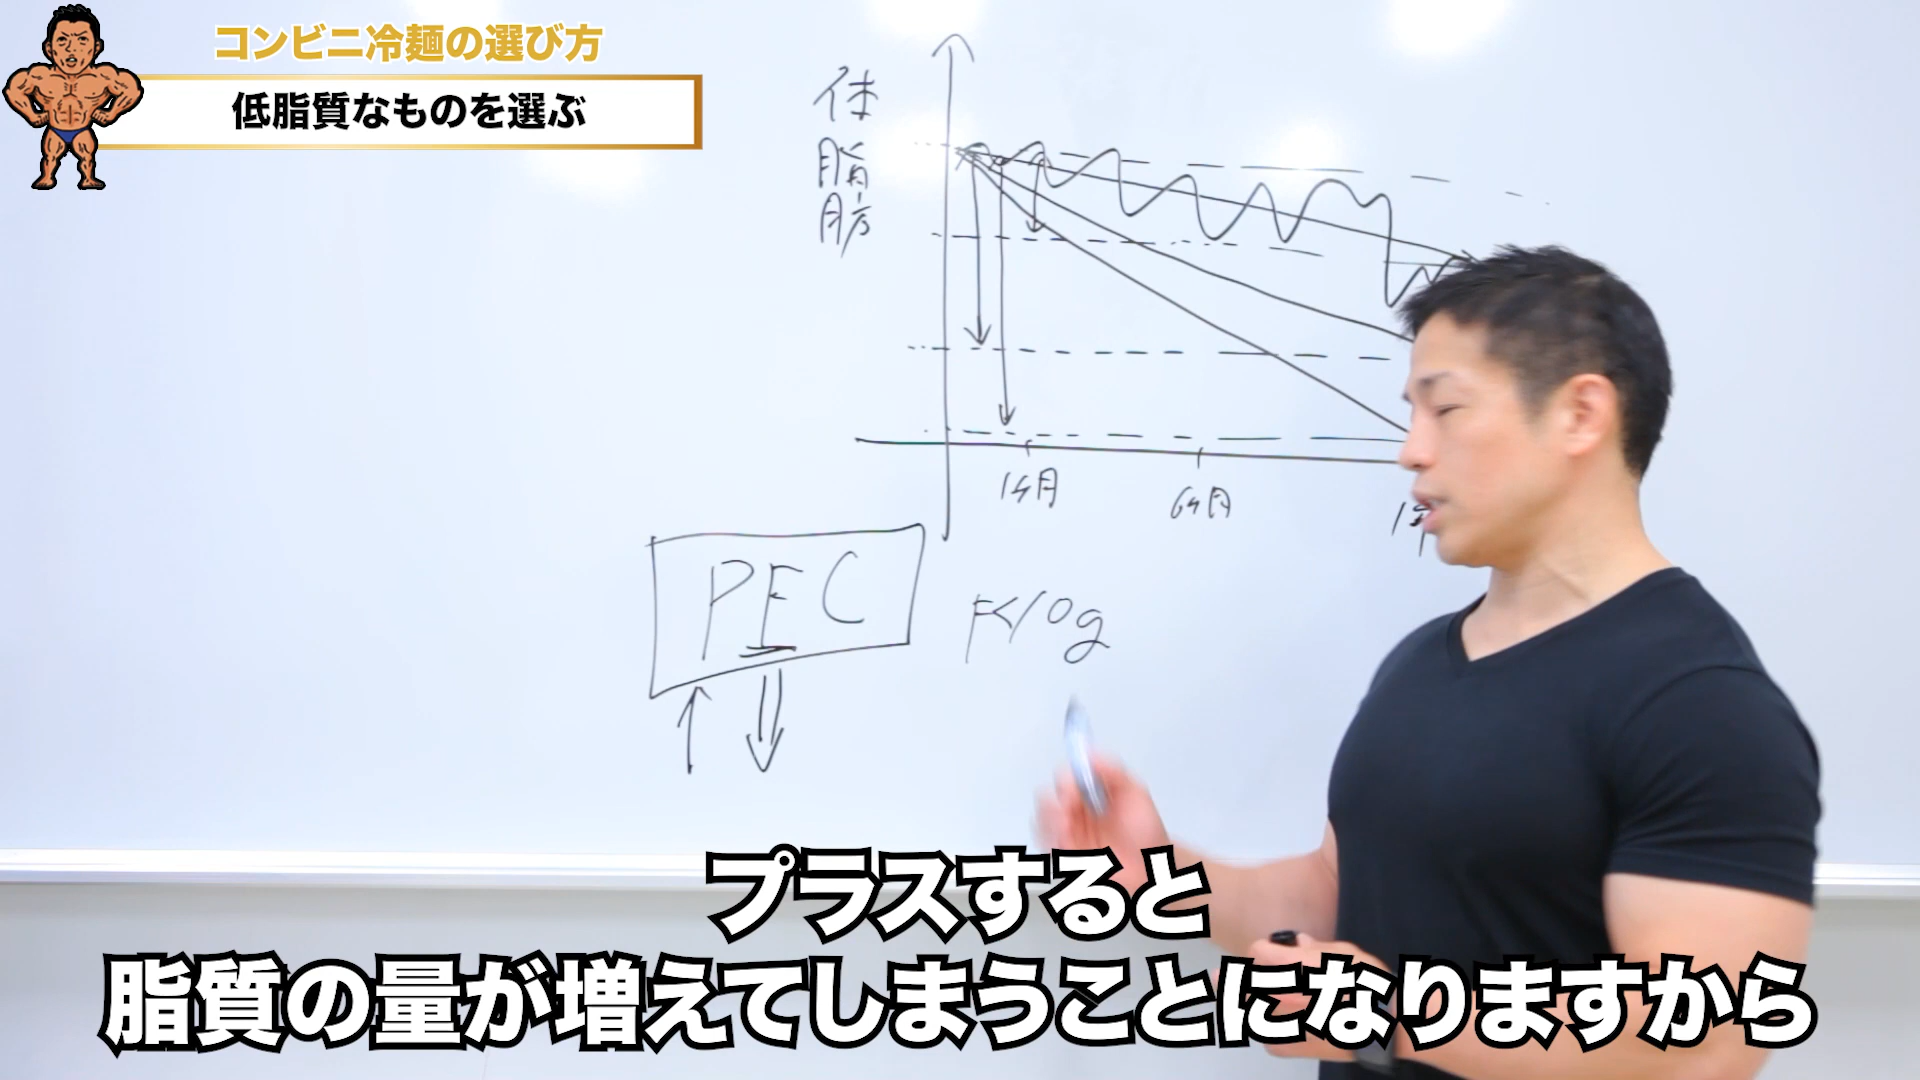 コンビニ冷麺の選び方
低脂質なものを選ぶ
体
脂
肪
1ヶ月
6ヶ月
PFC
F<10g
プラスすると
脂質の量が増えてしまうことになりますから